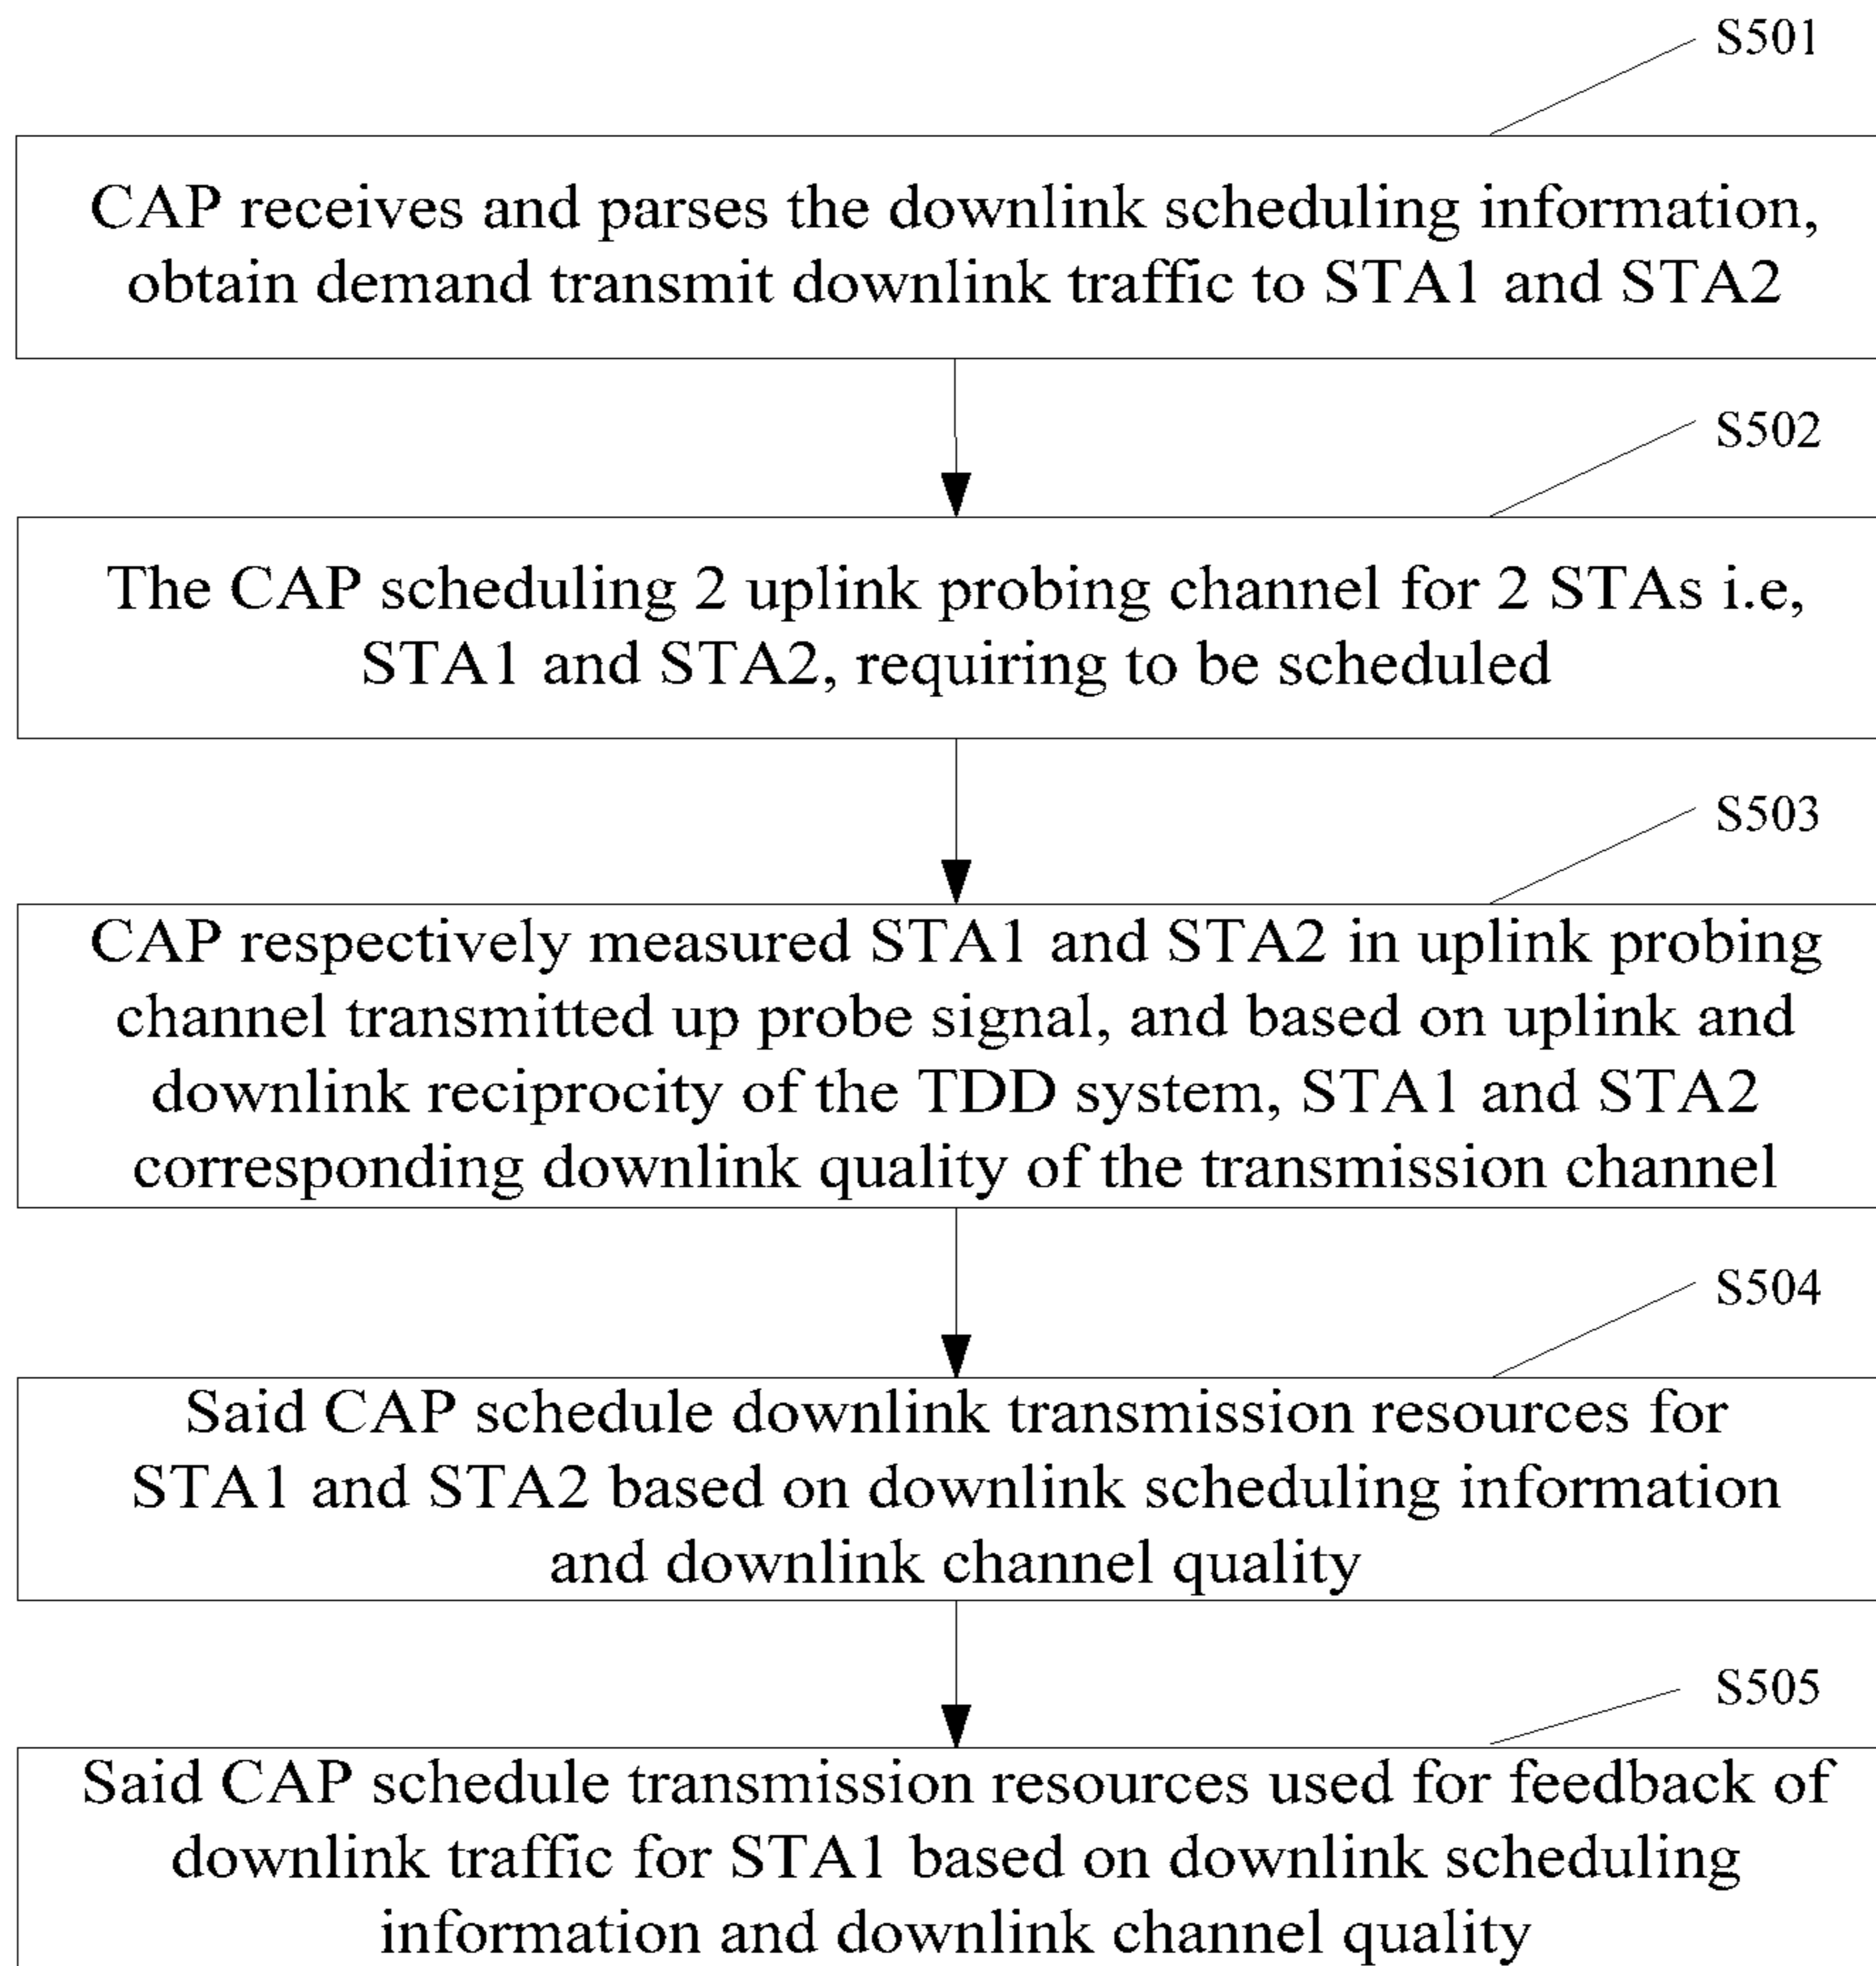 S501
CAP receives and parses the downlink scheduling information,
obtain demand transmit downlink traffic to STA1 and STA2
S502
The CAP scheduling 2 uplink probing channel for 2 STAs i.e,
STA1 and STA2, requiring to be scheduled
S503
CAP respectively measured STA1 and STA2 in uplink probing
channel transmitted up probe signal, and based on uplink and
downlink reciprocity of the TDD system, STA1 and STA2
corresponding downlink quality of the transmission channel
S504
Said CAP schedule downlink transmission resources for
STA1 and STA2 based on downlink scheduling information
and downlink channel quality
S505
Said CAP schedule transmission resources used for feedback of
downlink traffic for STA1 based on downlink scheduling
information and downlink channel quality